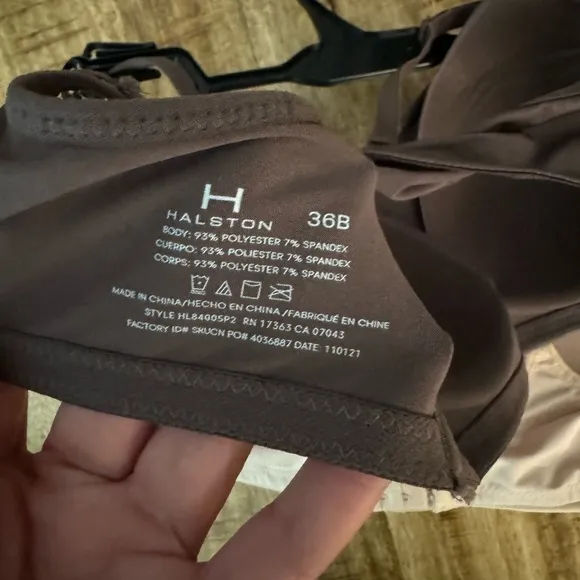 H
HALSTON 36B
BODY: 93% POLYESTER 7% SPANDEX
CUERPO: 93% POLIESTER 7% SPANDEX
CORPS: 93% POLYESTER 7% SPANDEX
MADE IN CHINA/HECHO EN CHINA/FABRIQUÉ EN CHINE
STYLE HL8400SP2 RN 17363 CA 07043
FACTORY ID# SKUCN PO# 4036887 DATE: 110121